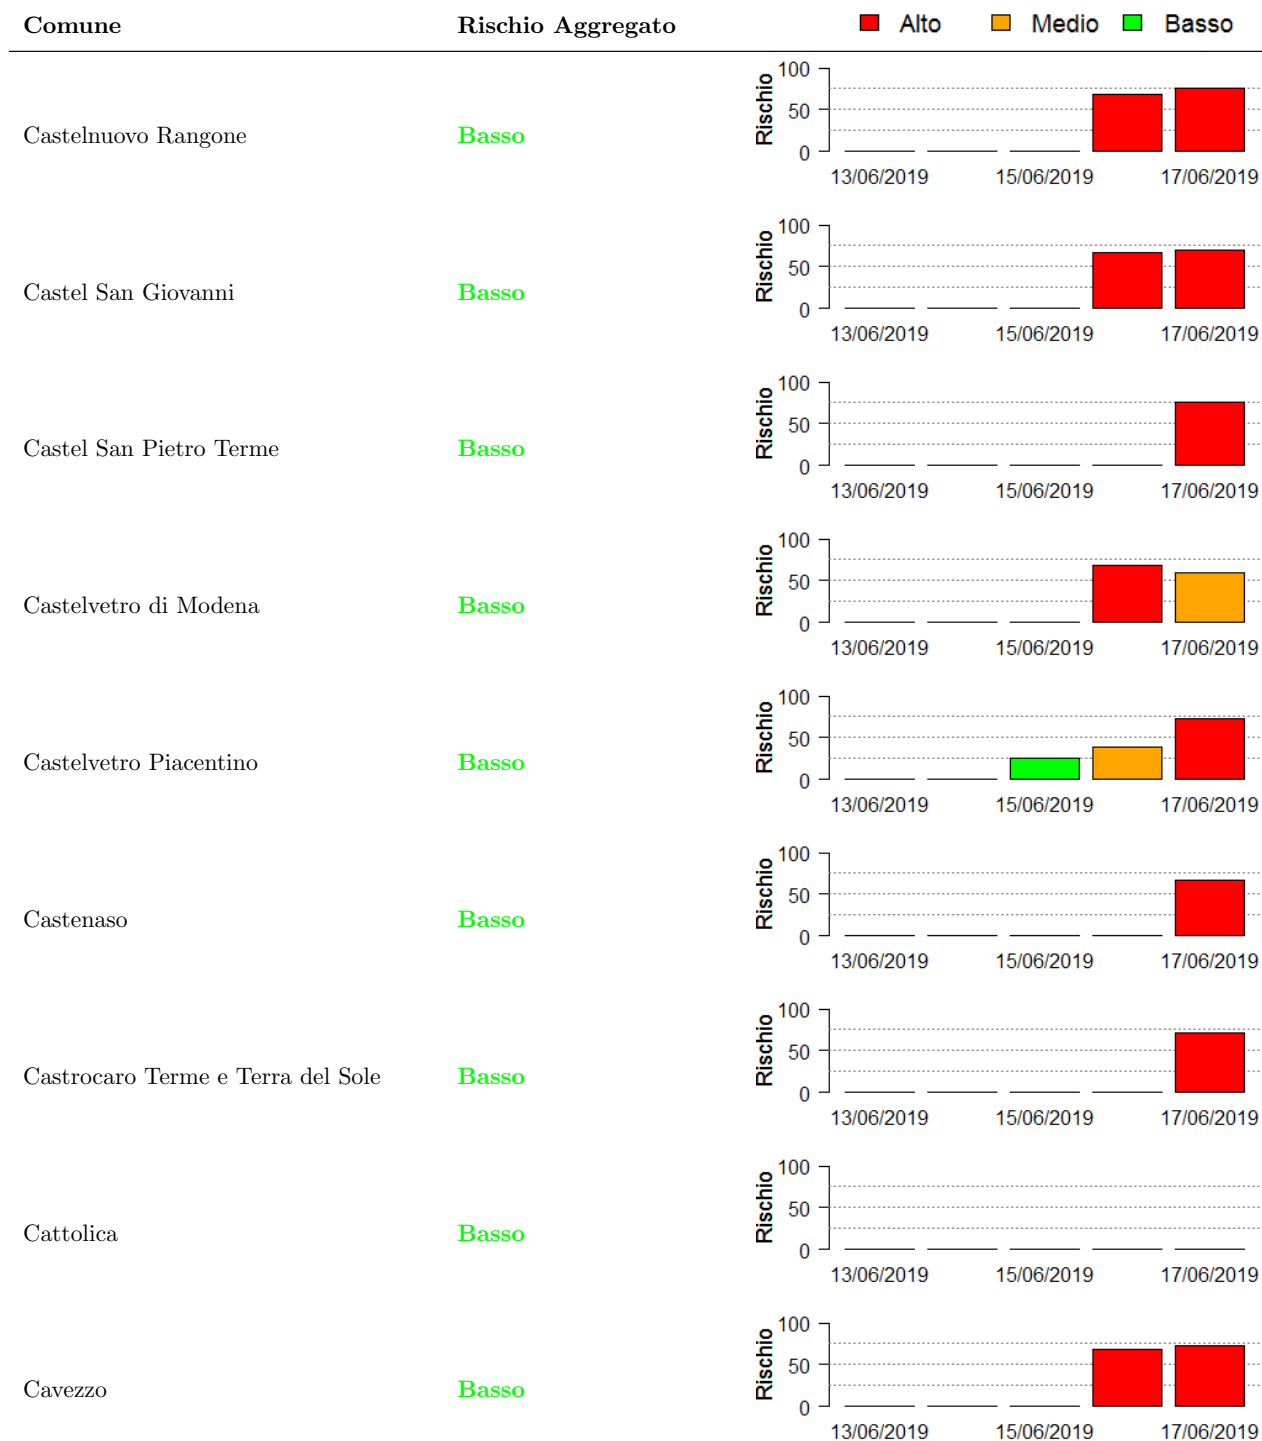 Comune Rischio Aggregato Alto Medio Basso
Castelnuovo Rangone Basso
Rischio
100
50
0
13/06/2019 15/06/2019 17/06/2019
Castel San Giovanni Basso
Rischio
100
50
0
13/06/2019 15/06/2019 17/06/2019
Castel San Pietro Terme Basso
Rischio
100
50
0
13/06/2019 15/06/2019 17/06/2019
Castelvetro di Modena Basso
Rischio
100
50
0
13/06/2019 15/06/2019 17/06/2019
Castelvetro Piacentino Basso
Rischio
100
50
0
13/06/2019 15/06/2019 17/06/2019
Castenaso Basso
Rischio
100
50
0
13/06/2019 15/06/2019 17/06/2019
Castrocaro Terme e Terra del Sole Basso
Rischio
100
50
0
13/06/2019 15/06/2019 17/06/2019
Cattolica Basso
Rischio
100
50
0
13/06/2019 15/06/2019 17/06/2019
Cavezzo Basso
Rischio
100
50
0
13/06/2019 15/06/2019 17/06/2019